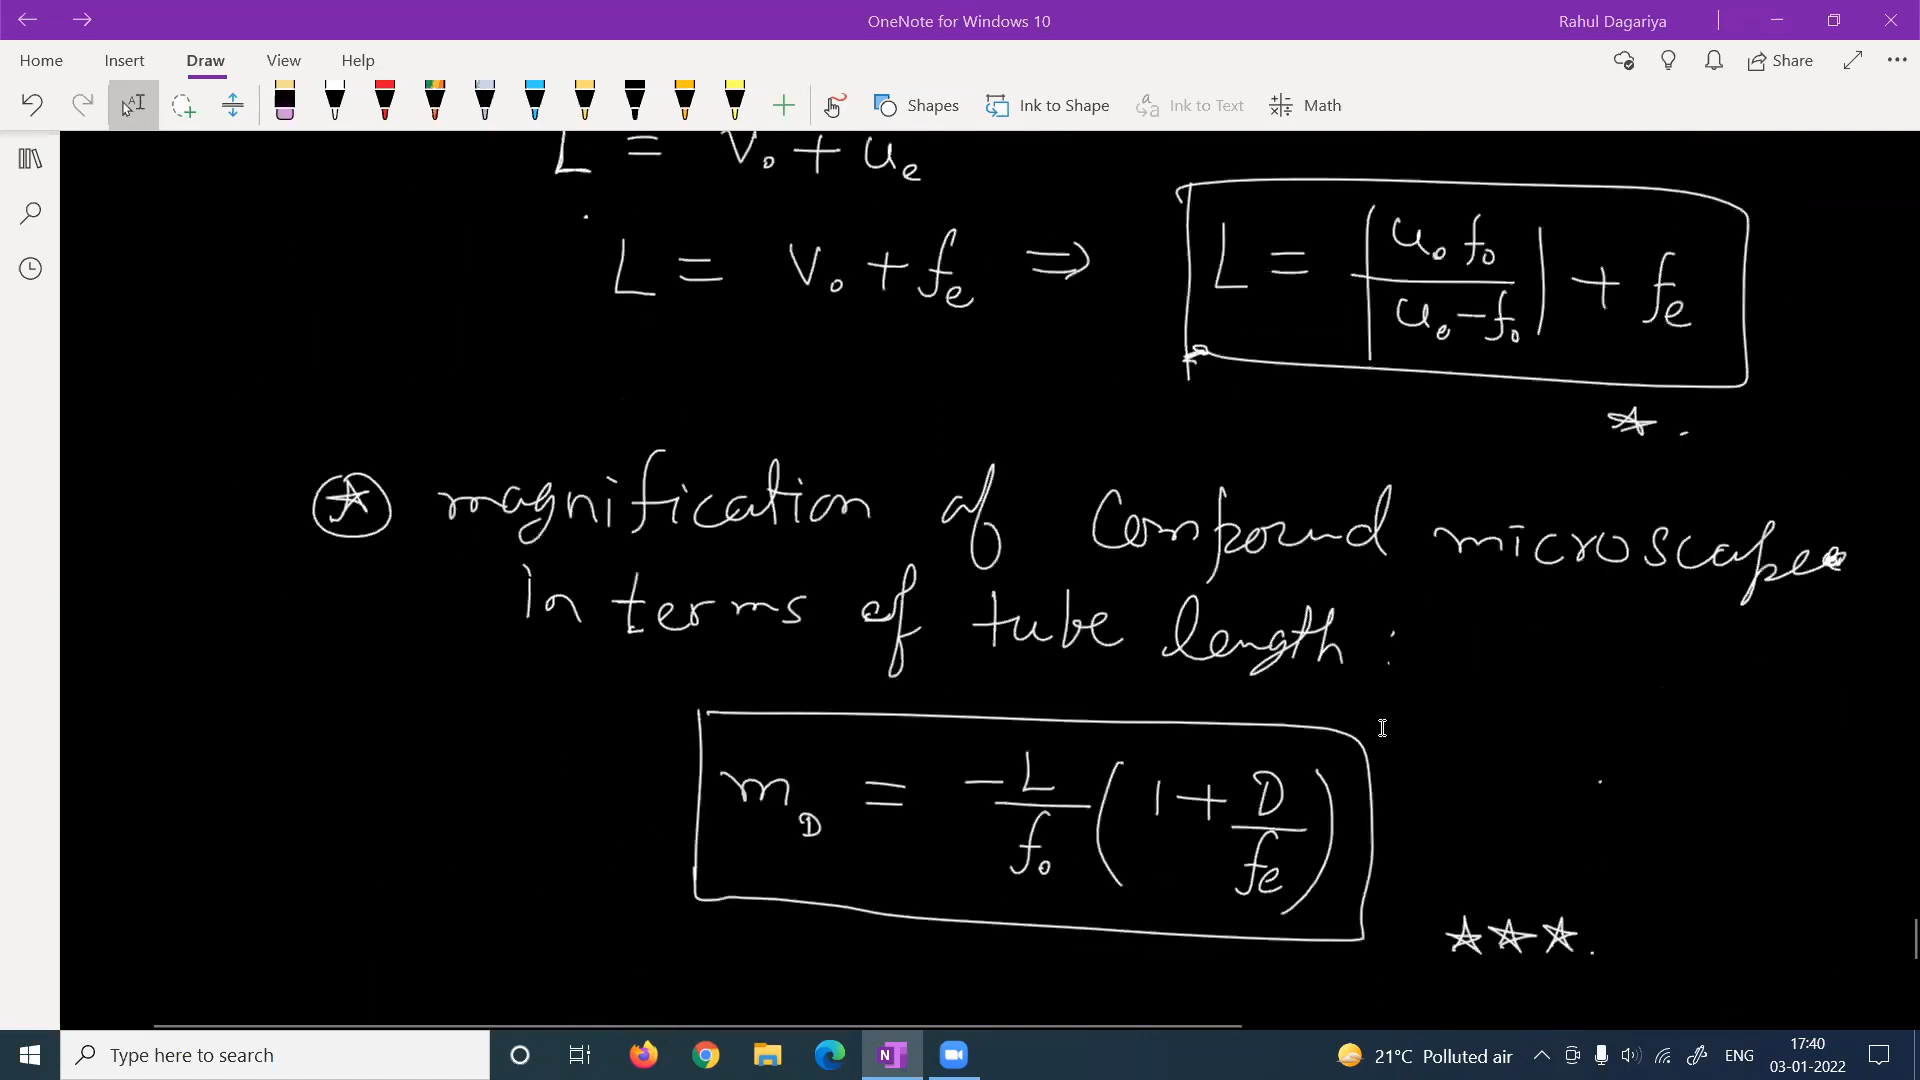 OneNote for Windows 10
Rahul Dagariya
Home Insert Draw View Help
Share
Shapes Ink to Shape Ink to Text Math
L = V₀ + uₑ
L = V₀ + fₑ ⇒ L = |u₀ f₀ / u₀ - f₀| + fₑ
magnification of Compound microscope
In terms of tube length :
m_D = -L/f₀ (1 + D/fₑ)
Type here to search
21°C Polluted air
ENG
17:40
03-01-2022